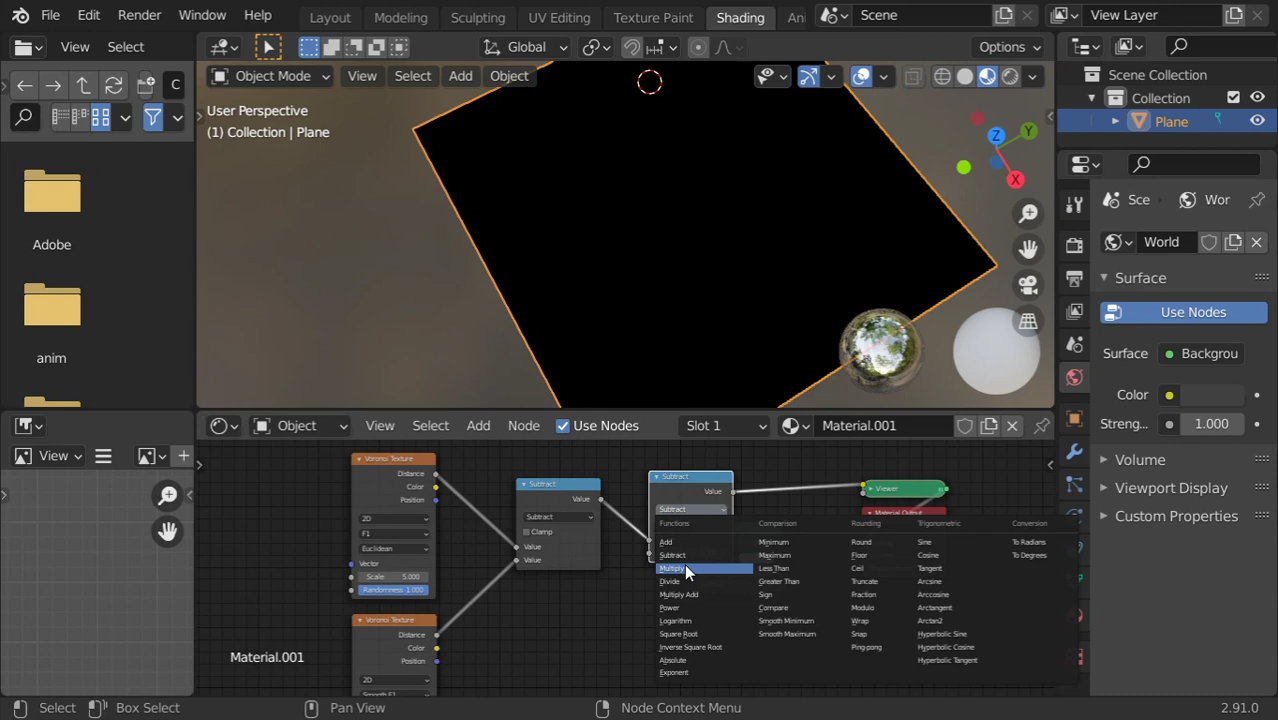 File Edit Render Window Help Layout Modeling Sculpting UV Editing Texture Paint Shading An Scene View Layer
View Select Global Options
C Object Mode View Select Add Object
User Perspective
(1) Collection | Plane
Z Y X
Adobe
anim
Scene Collection
Collection
Plane
Sce Wor
World
Surface
Use Nodes
Surface Backgrou
Color
Streng... 1.000
Volume
Viewport Display
Custom Properties
View
Object View Select Add Node Use Nodes Slot 1 Material.001
Voronoi Texture
Distance
Color
Position
2D
F1
Euclidean
Vector
Scale 5.000
Randomness 1.000
Voronoi Texture
Distance
Color
Position
2D
Smooth F1
Subtract
Value
Subtract
Clamp
Value
Value
Subtract
Value
Subtract
Viewer
Material Output
Functions Comparison Rounding Trigonometric Conversion
Add Minimum Round Sine To Radians
Subtract Maximum Floor Cosine To Degrees
Multiply Less Than Ceil Tangent
Divide Greater Than Truncate Arcsine
Multiply Add Sign Fraction Arccosine
Power Compare Modulo Arctangent
Logarithm Smooth Minimum Wrap Arctan2
Square Root Smooth Maximum Snap Hyperbolic Sine
Inverse Square Root Ping-pong Hyperbolic Cosine
Absolute Hyperbolic Tangent
Exponent
Material.001
Select Box Select Pan View Node Context Menu 2.91.0